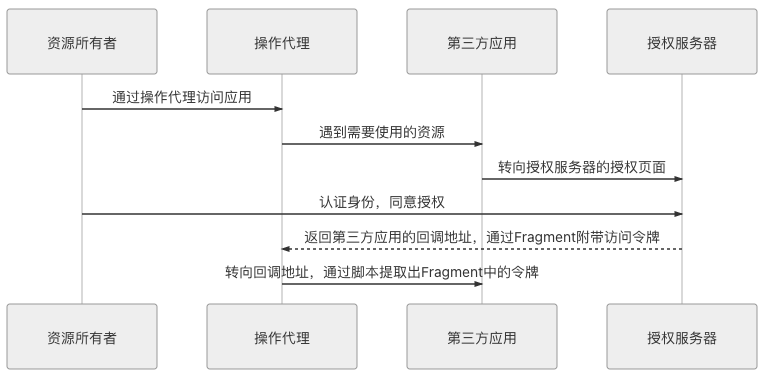 资源所有者
操作代理
第三方应用
授权服务器
通过操作代理访问应用
遇到需要使用的资源
转向授权服务器的授权页面
认证身份，同意授权
返回第三方应用的回调地址，通过Fragment附带访问令牌
转向回调地址，通过脚本提取出Fragment中的令牌
资源所有者
操作代理
第三方应用
授权服务器